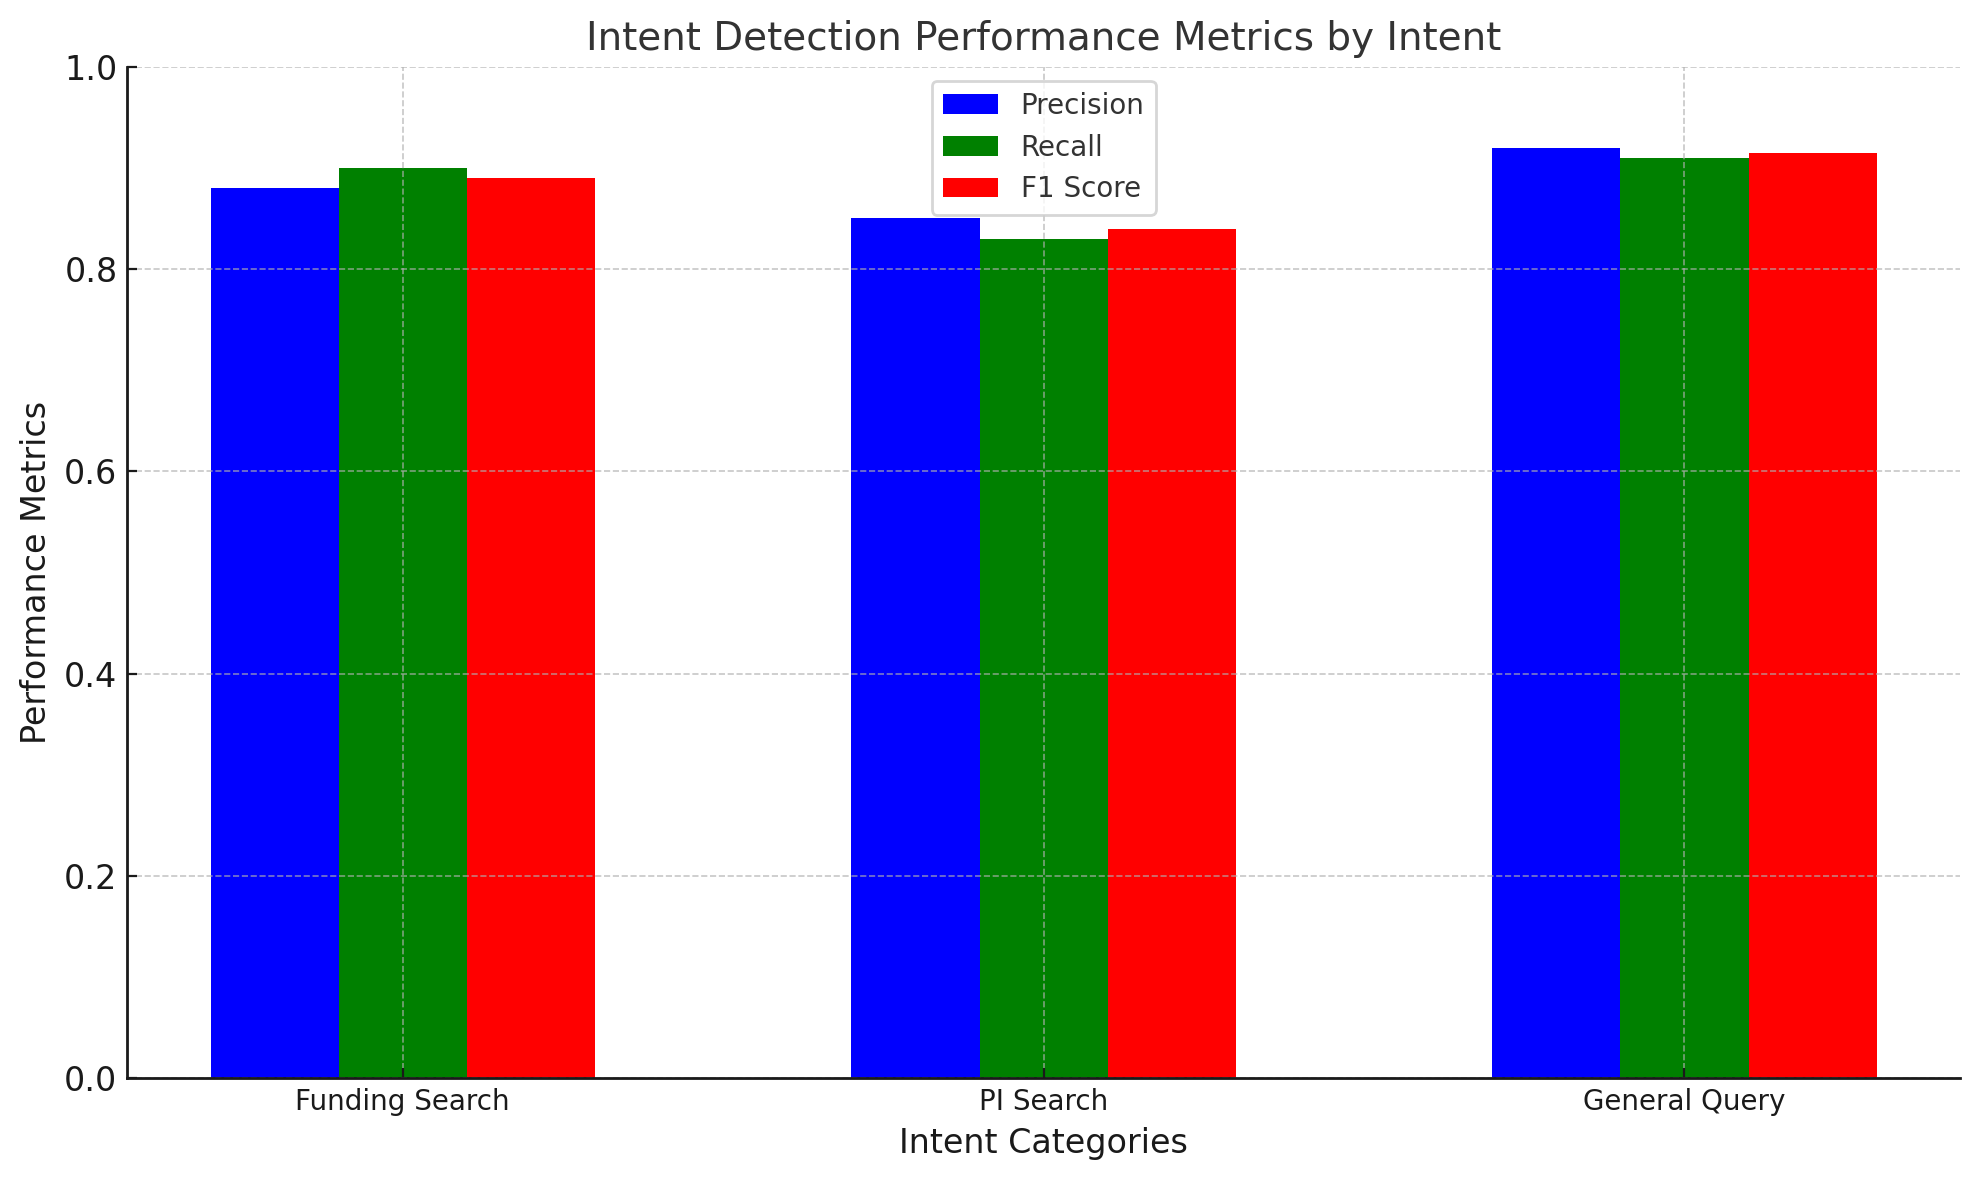 Intent Detection Performance Metrics by Intent
Precision
Recall
F1 Score
Performance Metrics
1.0
0.8
0.6
0.4
0.2
0.0
Funding Search
PI Search
General Query
Intent Categories